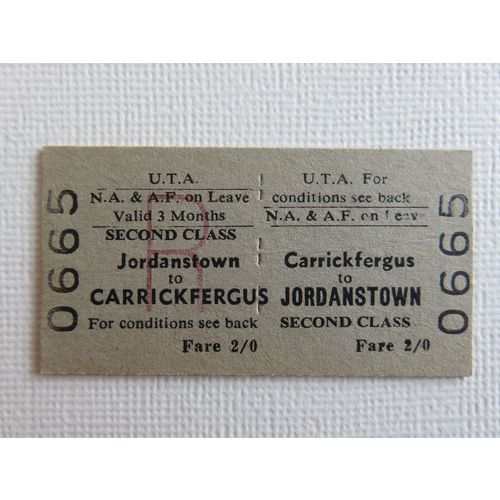 0665
U.T.A.
N.A. & A.F. on Leave
Valid 3 Months
SECOND CLASS
Jordanstown
to
CARRICKFERGUS
For conditions see back
Fare 2/0
R
U.T.A. For
conditions see back
N.A. & A.F. on Leave
Carrickfergus
to
JORDANSTOWN
SECOND CLASS
Fare 2/0
0665